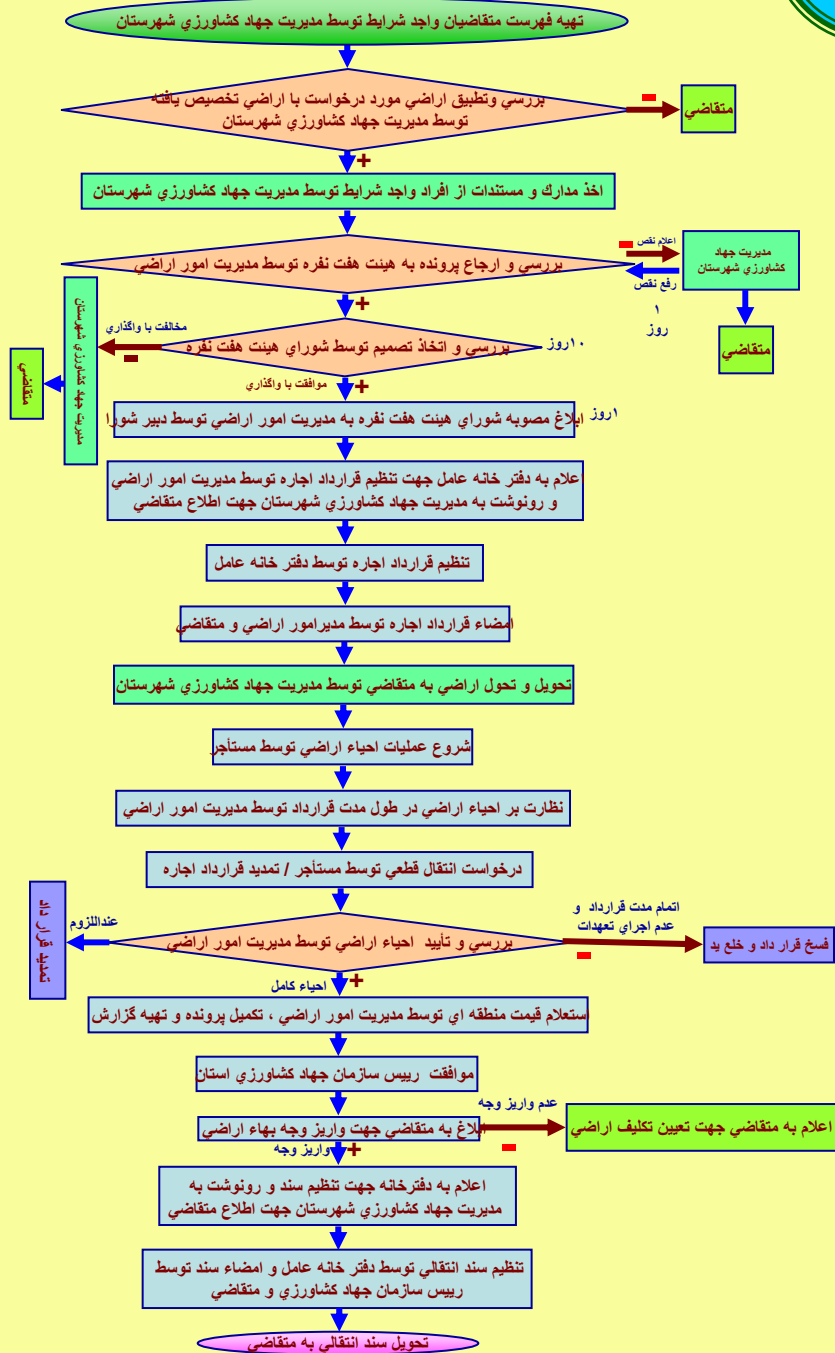 تهيه فهرست متقاضيان واجد شرايط توسط مديريت جهاد كشاورزي شهرستان
بررسي وتطبيق اراضي مورد درخواست با اراضي تخصيص يافته
توسط مديريت جهاد كشاورزي شهرستان
متقاضي
اخذ مدارك و مستندات از افراد واجد شرايط توسط مديريت جهاد كشاورزي شهرستان
بررسي و ارجاع پرونده به هيئت هفت نفره توسط مديريت امور اراضي
اعلام نقص
رفع نقص
مديريت جهاد
كشاورزي شهرستان
۱
روز
متقاضي
بررسي و اتخاذ تصميم توسط شوراي هيئت هفت نفره
۱۰روز
مخالفت با واگذاري
مديريت جهاد كشاورزي شهرستان
متقاضي
موافقت با واگذاري
ابلاغ مصوبه شوراي هيئت هفت نفره به مديريت امور اراضي توسط دبير شورا
۱روز
اعلام به دفتر خانه عامل جهت تنظيم قرارداد اجاره توسط مديريت امور اراضي
و رونوشت به مديريت جهاد كشاورزي شهرستان جهت اطلاع متقاضي
تنظيم قرارداد اجاره توسط دفتر خانه عامل
امضاء قرارداد اجاره توسط مديرامور اراضي و متقاضي
تحويل و تحول اراضي به متقاضي توسط مديريت جهاد كشاورزي شهرستان
شروع عمليات احياء اراضي توسط مستأجر
نظارت بر احياء اراضي در طول مدت قرارداد توسط مديريت امور اراضي
درخواست انتقال قطعي توسط مستأجر / تمديد قرارداد اجاره
بررسي و تأييد احياء اراضي توسط مديريت امور اراضي
اتمام مدت قرارداد و
عدم اجراي تعهدات
فسخ قرار داد و خلع يد
عنداللزوم
تمديد قرار داد
احياء كامل
استعلام قيمت منطقه اي توسط مديريت امور اراضي ، تكميل پرونده و تهيه گزارش
موافقت رييس سازمان جهاد كشاورزي استان
ابلاغ به متقاضي جهت واريز وجه بهاء اراضي
عدم واريز وجه
اعلام به متقاضي جهت تعيين تكليف اراضي
واريز وجه
اعلام به دفترخانه جهت تنظيم سند و رونوشت به
مديريت جهاد كشاورزي شهرستان جهت اطلاع متقاضي
تنظيم سند انتقالي توسط دفتر خانه عامل و امضاء سند توسط
رييس سازمان جهاد كشاورزي و متقاضي
تحويل سند انتقالي به متقاضي